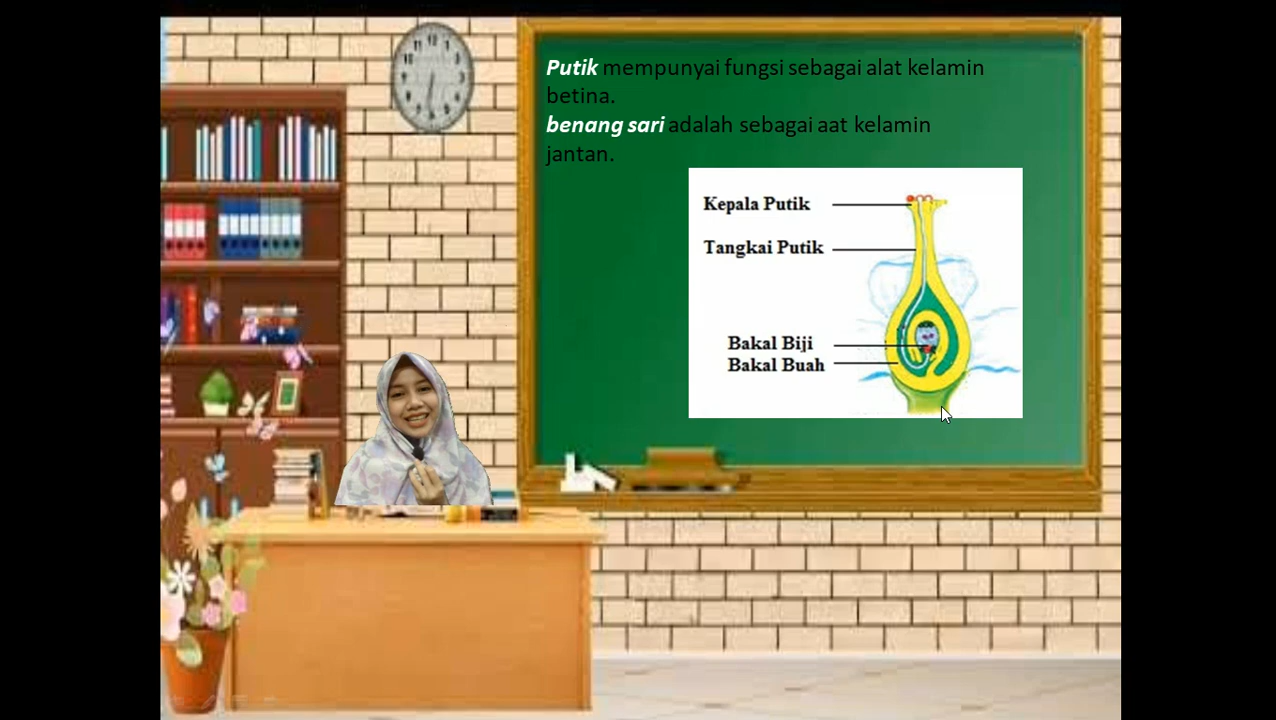 Putik mempunyai fungsi sebagai alat kelamin
betina.
benang sari adalah sebagai aat kelamin
jantan.
Kepala Putik
Tangkai Putik
Bakal Biji
Bakal Buah